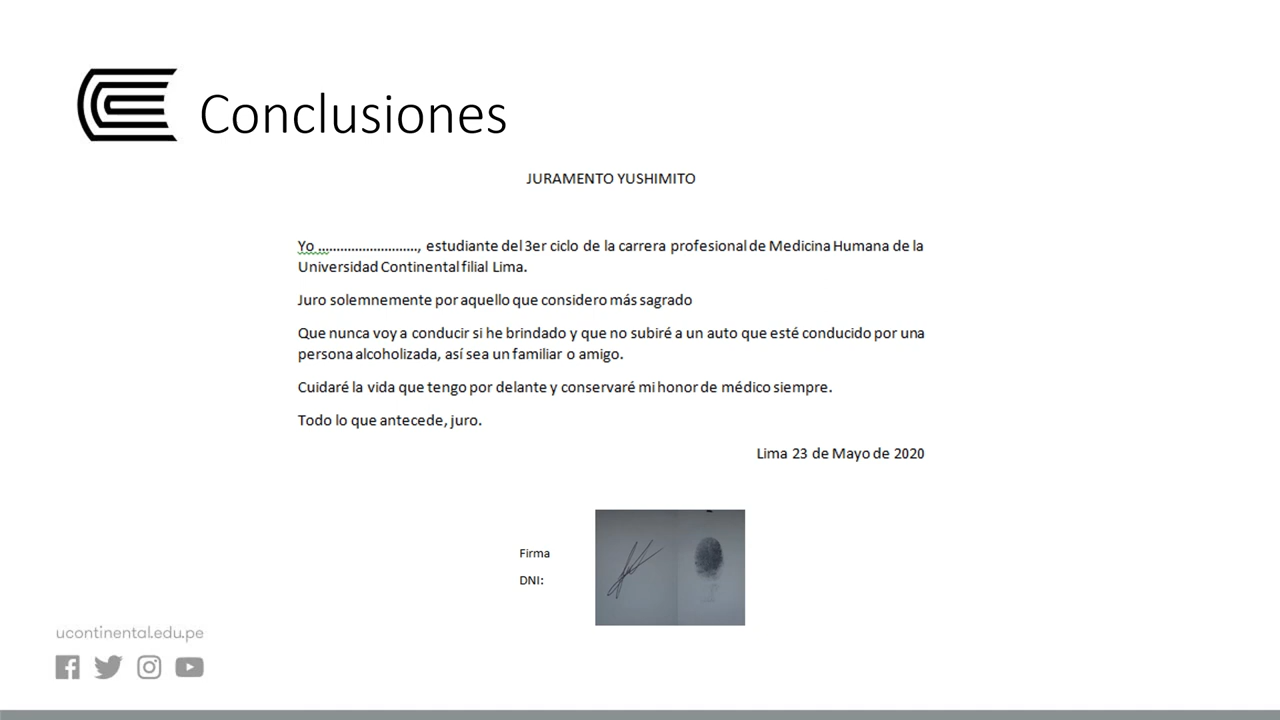 Conclusiones
JURAMENTO YUSHIMITO
Yo ..........................., estudiante del 3er ciclo de la carrera profesional de Medicina Humana de la
Universidad Continental filial Lima.
Juro solemnemente por aquello que considero más sagrado
Que nunca voy a conducir si he brindado y que no subiré a un auto que esté conducido por una
persona alcoholizada, así sea un familiar o amigo.
Cuidaré la vida que tengo por delante y conservaré mi honor de médico siempre.
Todo lo que antecede, juro.
Lima 23 de Mayo de 2020
Firma
DNI:
ucontinental.edu.pe